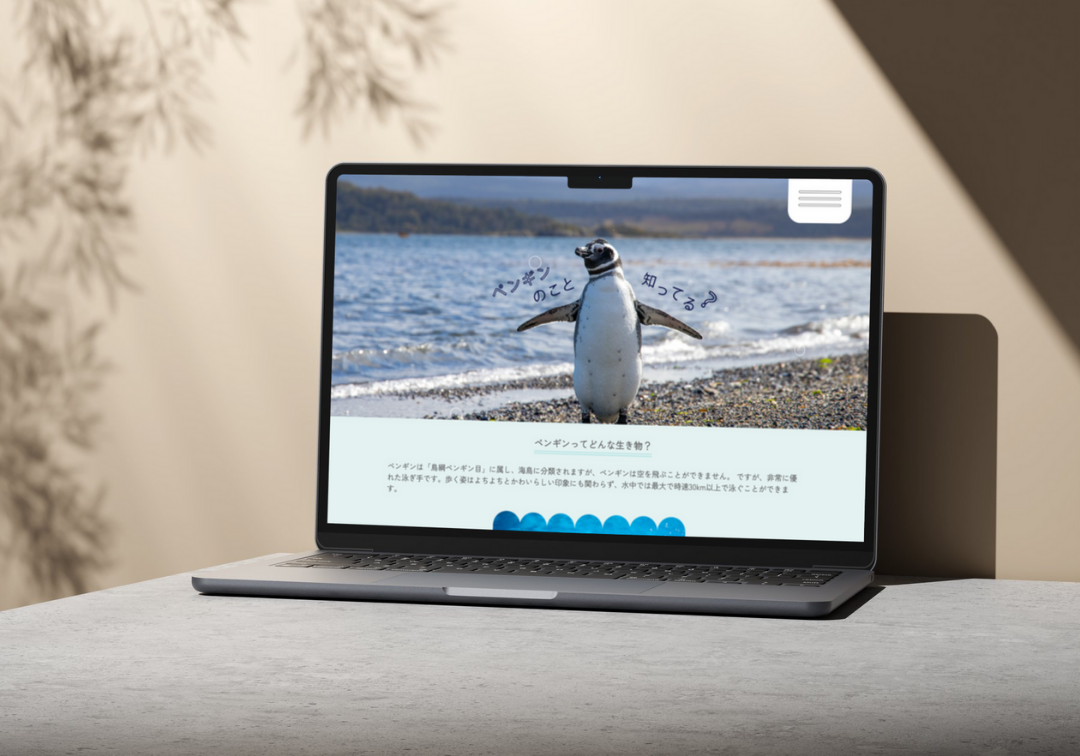 ペンギン
のこと
知ってる?
ペンギンってどんな生き物？
ペンギンは「鳥綱ペンギン目」に属し、海鳥に分類されますが、ペンギンは空を飛ぶことができません。 ですが、非常に優
れた泳ぎ手です。歩く姿はよちよちとかわいらしい印象にも関わらず、水中では最大で時速30km以上で泳ぐことができま
す。